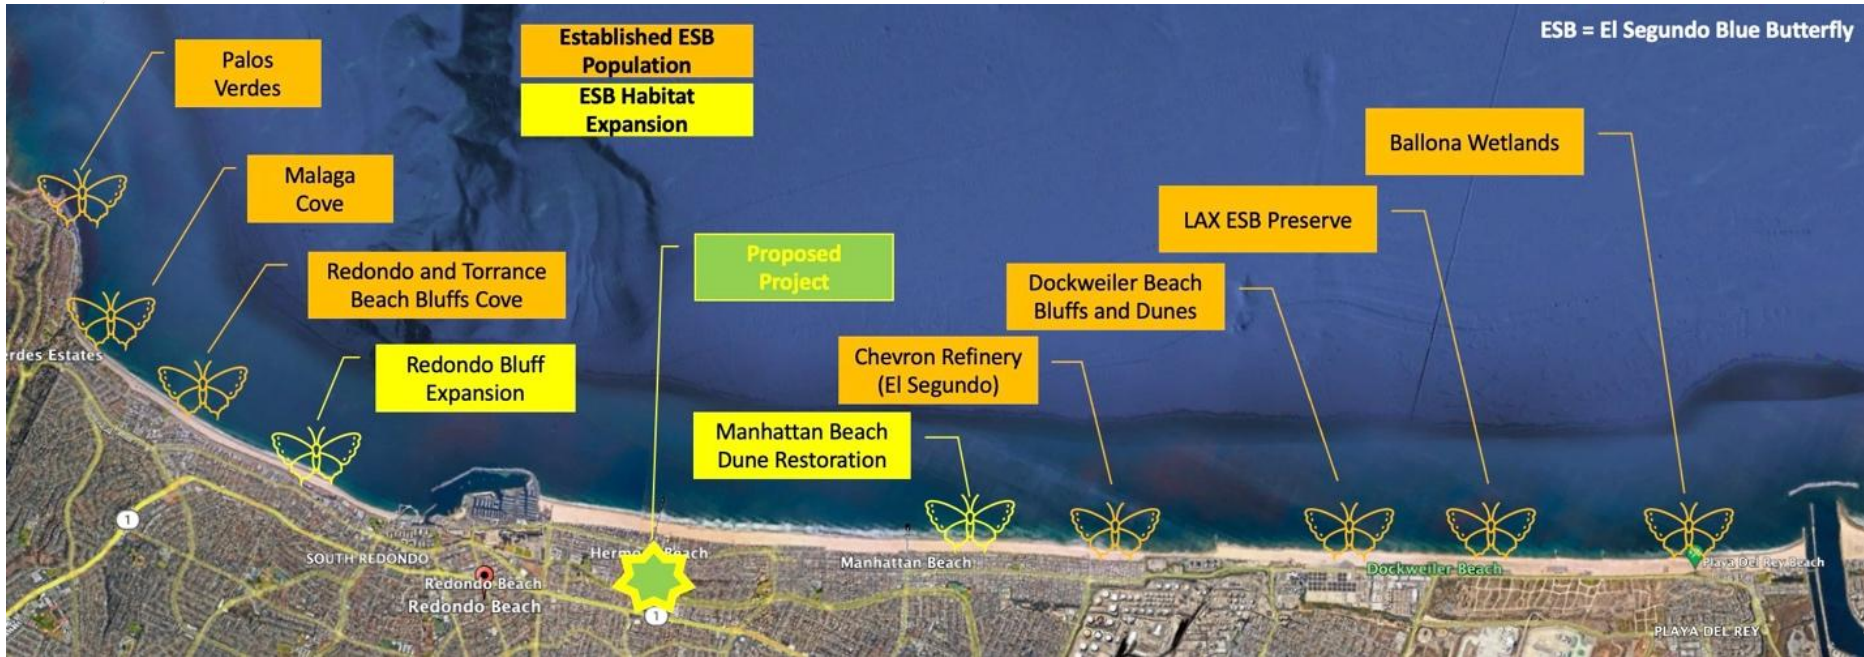 ESB = El Segundo Blue Butterfly
Established ESB
Population
ESB Habitat
Expansion
Palos
Verdes
Malaga
Cove
Redondo and Torrance
Beach Bluffs Cove
Redondo Bluff
Expansion
Proposed
Project
Manhattan Beach
Dune Restoration
Chevron Refinery
(El Segundo)
Dockweiler Beach
Bluffs and Dunes
LAX ESB Preserve
Ballona Wetlands
erdes Estates
1
SOUTH REDONDO
Redondo Beach
Redondo Beach
Hermo Beach
1
Manhattan Beach
Dockweiler Beach
Playa Del Rey Beach
PLAYA DEL REY